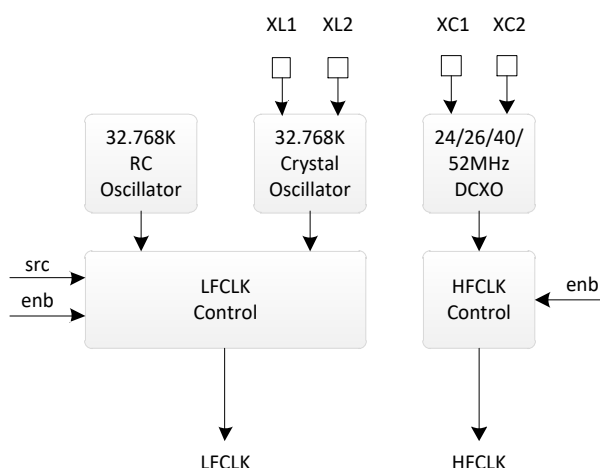 XL1 XL2 XC1 XC2
32.768K
RC
Oscillator
32.768K
Crystal
Oscillator
24/26/40/
52MHz
DCXO
src
enb
LFCLK
Control
HFCLK
Control
enb
LFCLK
HFCLK